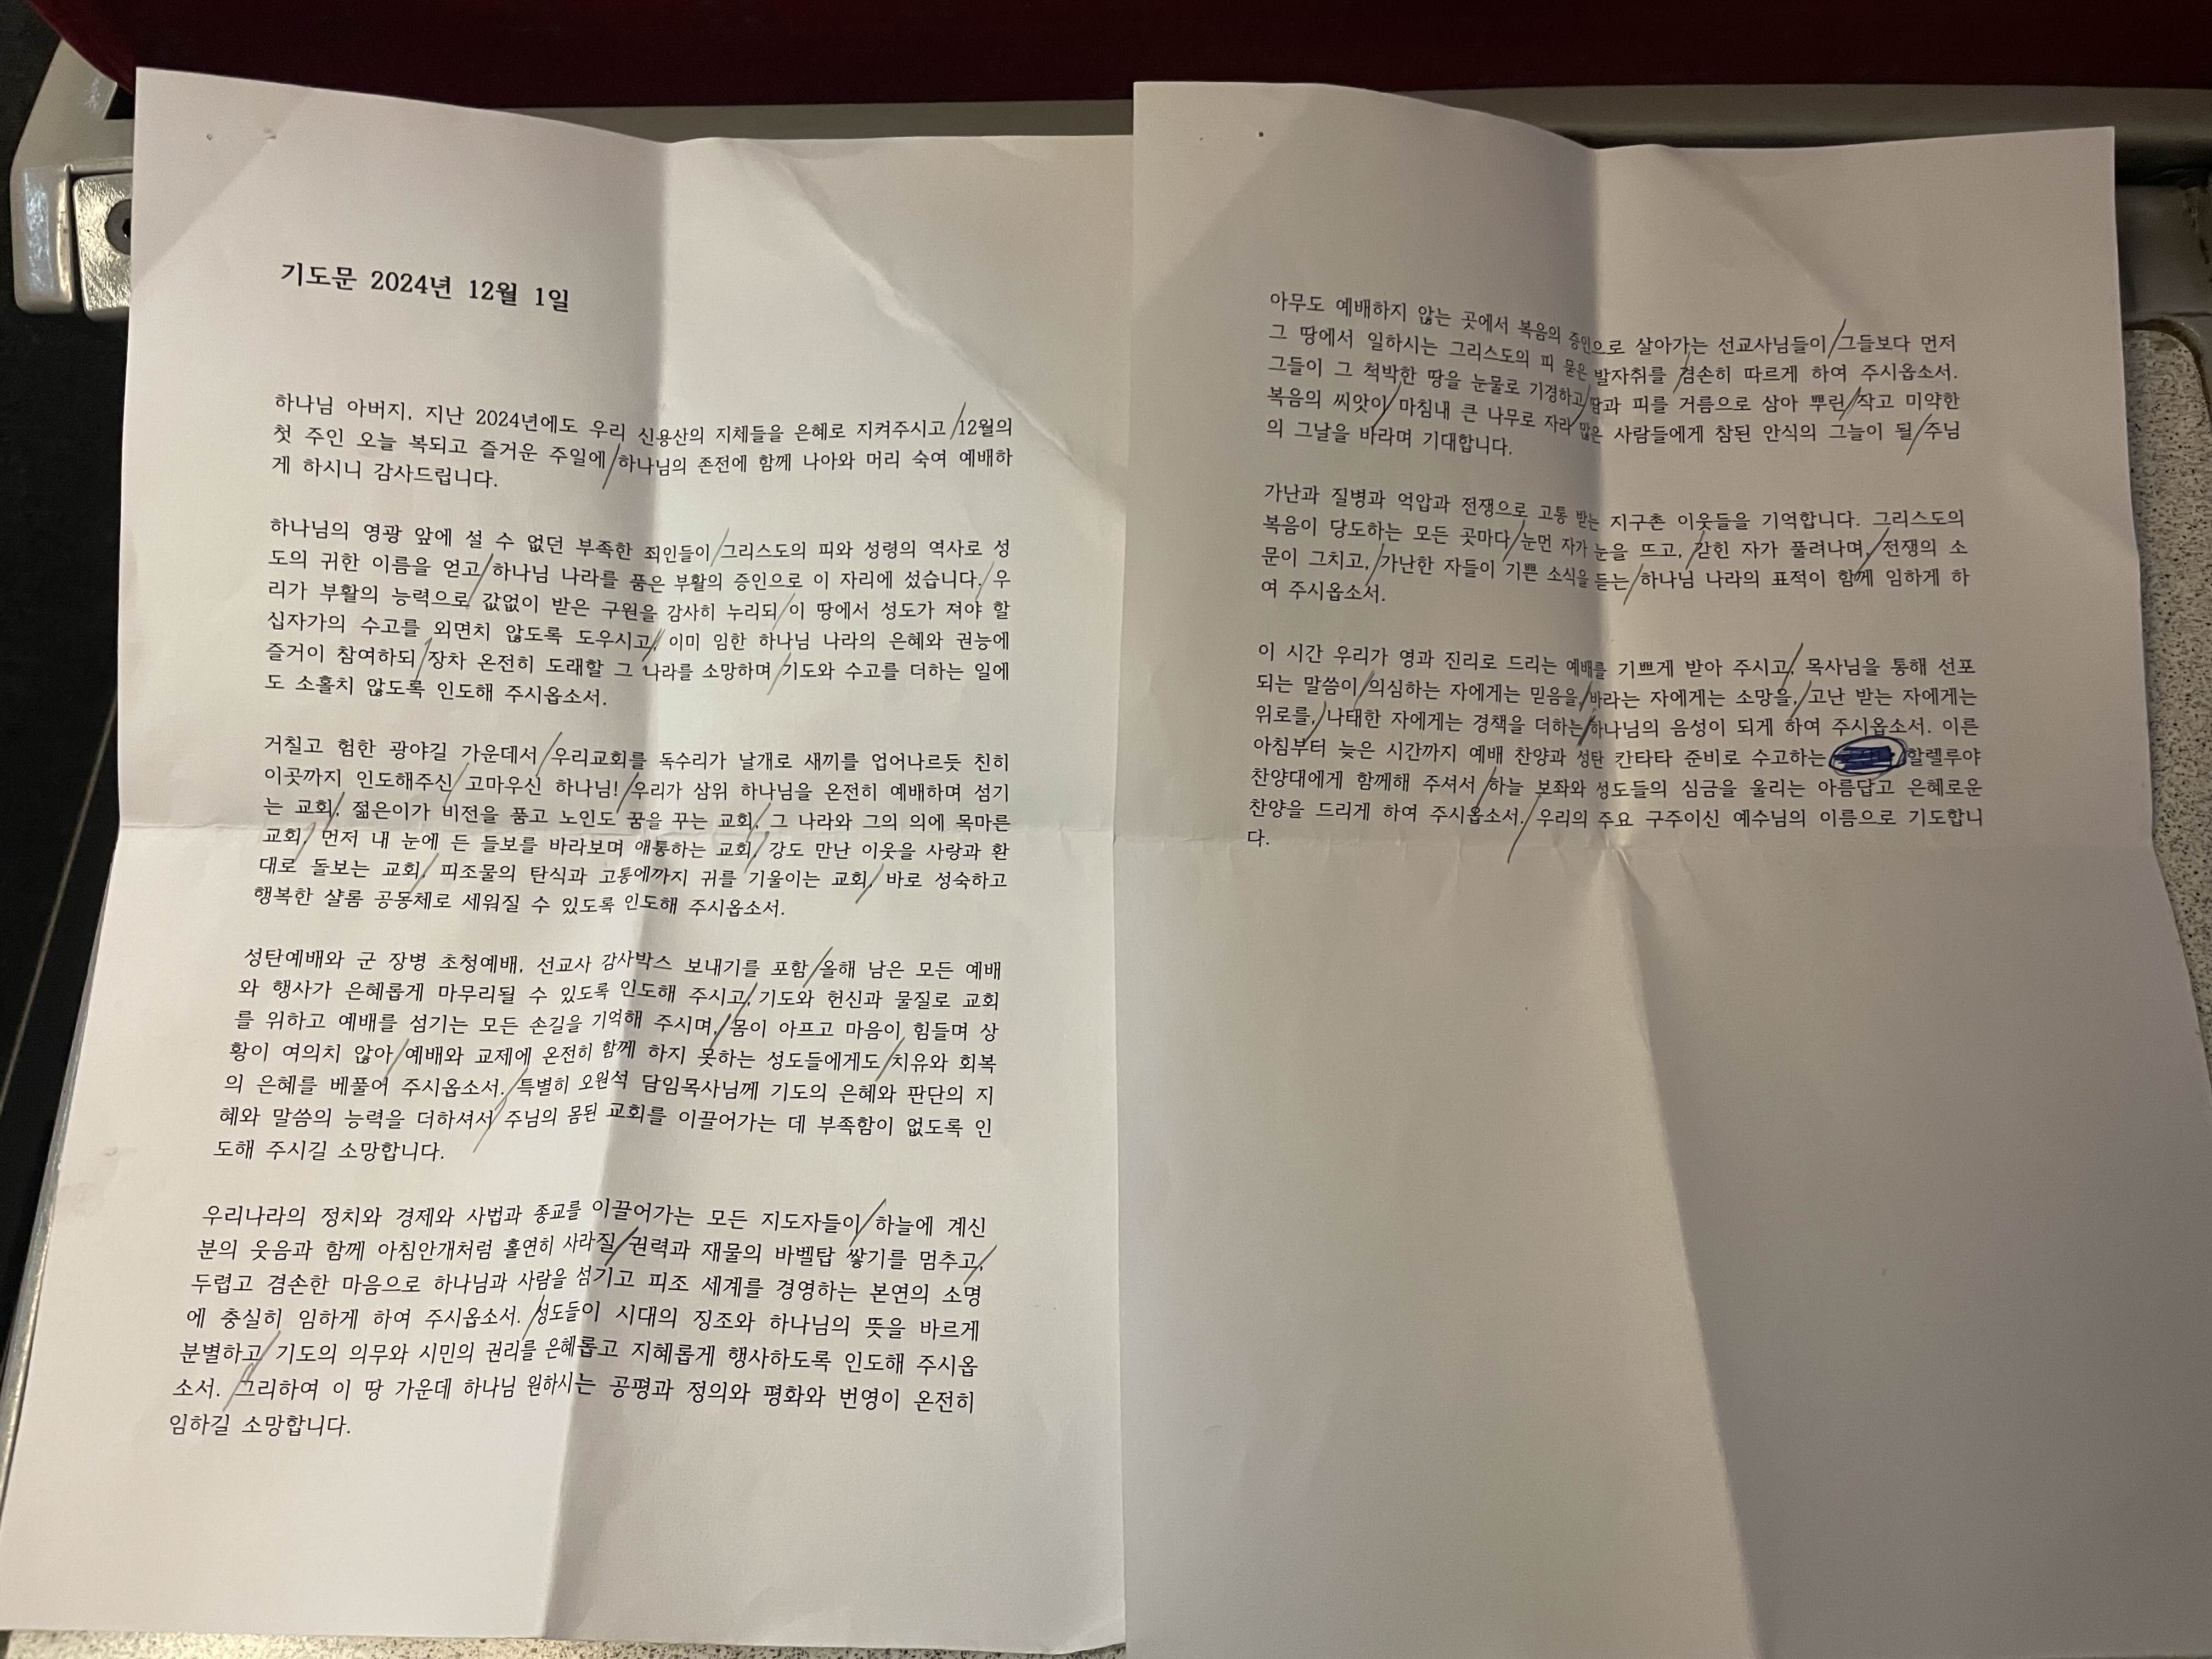 기도문 2024년 12월 1일
하나님 아버지, 지난 2024년에도 우리 신용산의 지체들을 은혜로 지켜주시고 12월의
첫 주인 오늘 복되고 즐거운 주일에 하나님의 존전에 함께 나아와 머리 숙여 예배하
게 하시니 감사드립니다.
하나님의 영광 앞에 설 수 없던 부족한 죄인들이 그리스도의 피와 성령의 역사로 성
도의 귀한 이름을 얻고 하나님 나라를 품은 부활의 증인으로 이 자리에 섰습니다. 우
리가 부활의 능력으로 값없이 받은 구원을 감사히 누리되 이 땅에서 성도가 져야 할
십자가의 수고를 외면치 않도록 도우시고, 이미 임한 하나님 나라의 은혜와 권능에
즐거이 참여하되 장차 온전히 도래할 그 나라를 소망하며 기도와 수고를 더하는 일에
도 소홀치 않도록 인도해 주시옵소서.
거칠고 험한 광야길 가운데서 우리교회를 독수리가 날개로 새끼를 업어나르듯 친히
이곳까지 인도해주신 고마우신 하나님! 우리가 삼위 하나님을 온전히 예배하며 섬기
는 교회, 젊은이가 비전을 품고 노인도 꿈을 꾸는 교회, 그 나라와 그의 의에 목마른
교회, 먼저 내 눈에 든 들보를 바라보며 애통하는 교회, 강도 만난 이웃을 사랑과 환
대로 돌보는 교회, 피조물의 탄식과 고통에까지 귀를 기울이는 교회, 바로 성숙하고
행복한 샬롬 공동체로 세워질 수 있도록 인도해 주시옵소서.
성탄예배와 군 장병 초청예배, 선교사 감사박스 보내기를 포함 올해 남은 모든 예배
와 행사가 은혜롭게 마무리될 수 있도록 인도해 주시고, 기도와 헌신과 물질로 교회
를 위하고 예배를 섬기는 모든 손길을 기억해 주시며, 몸이 아프고 마음이 힘들며 상
황이 여의치 않아 예배와 교제에 온전히 함께 하지 못하는 성도들에게도 치유와 회복
의 은혜를 베풀어 주시옵소서. 특별히 오원석 담임목사님께 기도의 은혜와 판단의 지
혜와 말씀의 능력을 더하셔서 주님의 몸된 교회를 이끌어가는 데 부족함이 없도록 인
도해 주시길 소망합니다.
우리나라의 정치와 경제와 사법과 종교를 이끌어가는 모든 지도자들이 하늘에 계신
분의 웃음과 함께 아침안개처럼 홀연히 사라질 권력과 재물의 바벨탑 쌓기를 멈추고,
두렵고 겸손한 마음으로 하나님과 사람을 섬기고 피조 세계를 경영하는 본연의 소명
에 충실히 임하게 하여 주시옵소서. 성도들이 시대의 징조와 하나님의 뜻을 바르게
분별하고 기도의 의무와 시민의 권리를 은혜롭고 지혜롭게 행사하도록 인도해 주시옵
소서. 그리하여 이 땅 가운데 하나님 원하시는 공평과 정의와 평화와 번영이 온전히
임하길 소망합니다.
아무도 예배하지 않는 곳에서 복음의 증인으로 살아가는 선교사님들이 그들보다 먼저
그 땅에서 일하시는 그리스도의 피 묻은 발자취를 겸손히 따르게 하여 주시옵소서.
그들이 그 척박한 땅을 눈물로 기경하고 땀과 피를 거름으로 삼아 뿌린 작고 미약한
복음의 씨앗이 마침내 큰 나무로 자라 많은 사람들에게 참된 안식의 그늘이 될 주님
의 그날을 바라며 기대합니다.
가난과 질병과 억압과 전쟁으로 고통 받는 지구촌 이웃들을 기억합니다. 그리스도의
복음이 당도하는 모든 곳마다 눈먼 자가 눈을 뜨고, 갇힌 자가 풀려나며, 전쟁의 소
문이 그치고, 가난한 자들이 기쁜 소식을 듣는 하나님 나라의 표적이 함께 임하게 하
여 주시옵소서.
이 시간 우리가 영과 진리로 드리는 예배를 기쁘게 받아 주시고, 목사님을 통해 선포
되는 말씀이 의심하는 자에게는 믿음을, 바라는 자에게는 소망을, 고난 받는 자에게는
위로를, 나태한 자에게는 경책을 더하는 하나님의 음성이 되게 하여 주시옵소서. 이른
아침부터 늦은 시간까지 예배 찬양과 성탄 칸타타 준비로 수고하는 할렐루야
찬양대에게 함께해 주셔서 하늘 보좌와 성도들의 심금을 울리는 아름답고 은혜로운
찬양을 드리게 하여 주시옵소서. 우리의 주요 구주이신 예수님의 이름으로 기도합니
다.